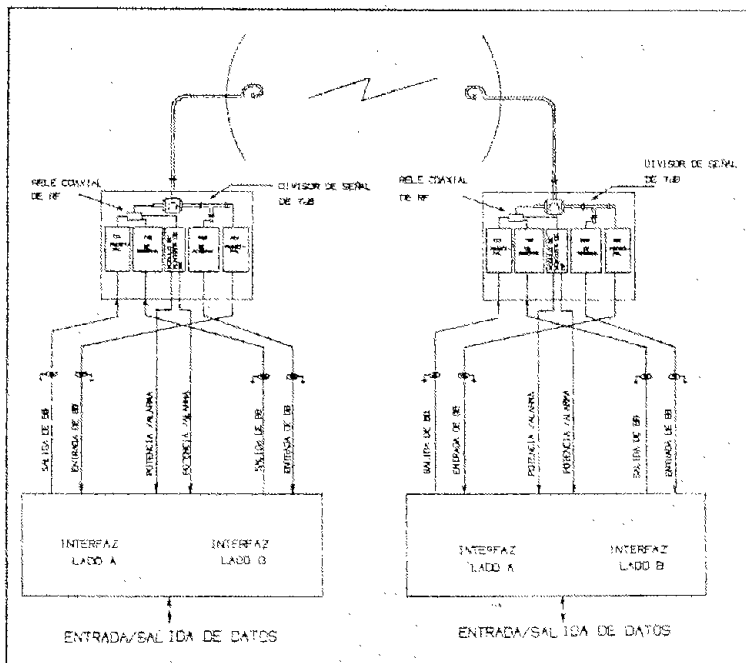 RELE COAXIAL
DE RF
DIVISOR DE SEÑAL
DE 7dB
RELE COAXIAL
DE RF
DIVISOR DE SEÑAL
DE 7dB
SALIDA DE BB
ENTRADA DE BB
POTENCIA /ALARMA
POTENCIA /ALARMA
SALIDA DE BB
ENTRADA DE BB
SALIDA DE BB
ENTRADA DE BB
POTENCIA /ALARMA
POTENCIA /ALARMA
SALIDA DE BB
ENTRADA DE BB
INTERFAZ
LADO A
INTERFAZ
LADO B
INTERFAZ
LADO A
INTERFAZ
LADO B
ENTRADA/SALIDA DE DATOS
ENTRADA/SALIDA DE DATOS